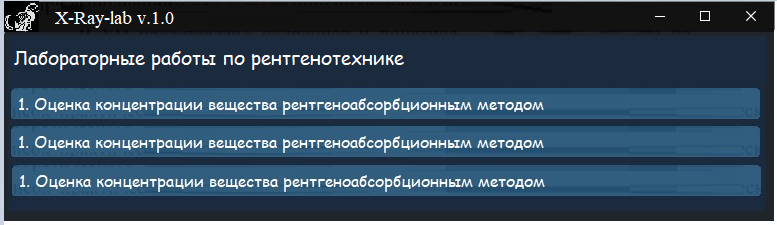 X-Ray-lab v.1.0
Лабораторные работы по рентгенотехнике
1. Оценка концентрации вещества рентгеноабсорбционным методом
1. Оценка концентрации вещества рентгеноабсорбционным методом
1. Оценка концентрации вещества рентгеноабсорбционным методом